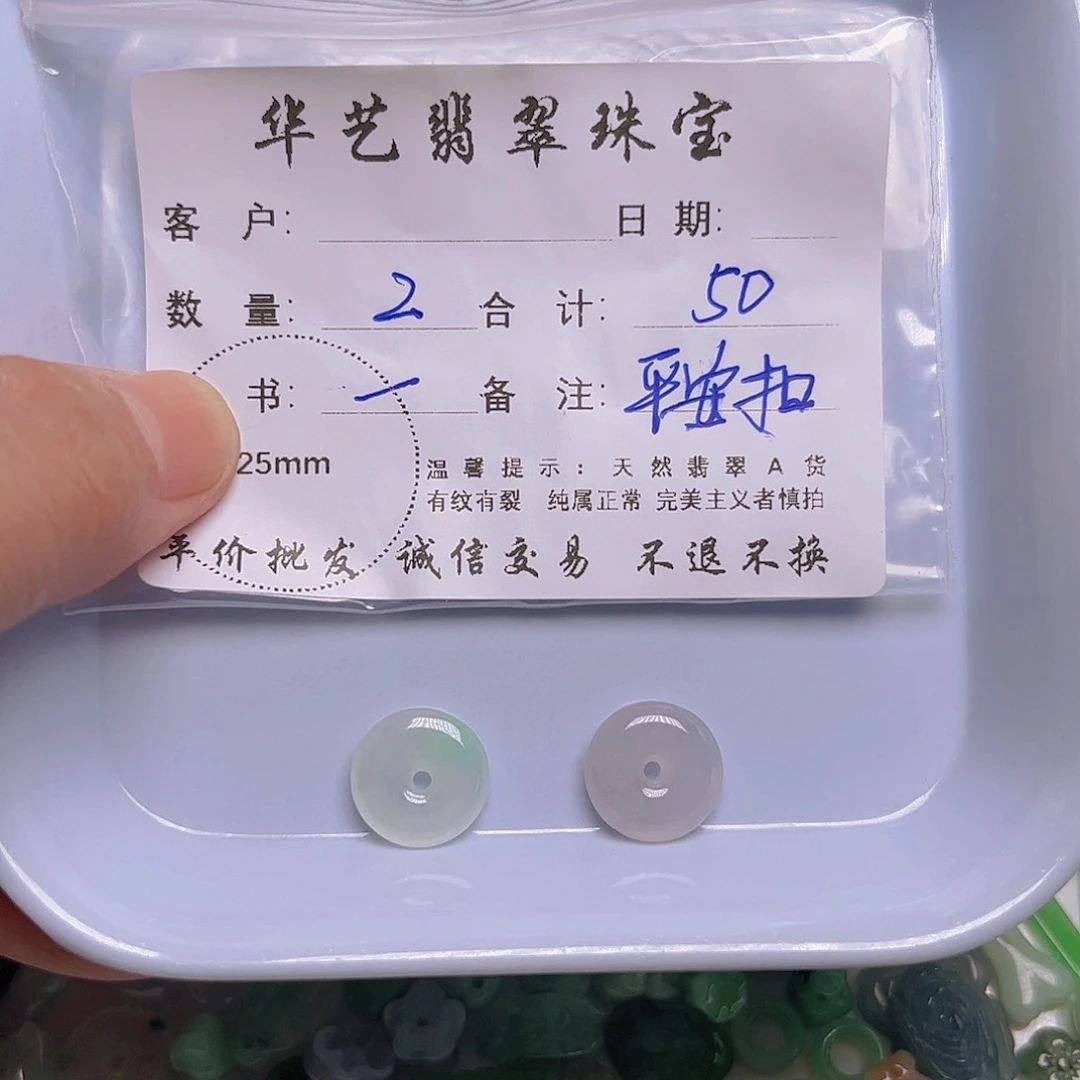 华艺翡翠珠宝
客 户: 日 期:
数 量: 2 合 计: 50
书: 一 备 注: 平安扣
25mm 温馨提示：天然翡翠A货
有纹有裂 纯属正常 完美主义者慎拍
平价批发 诚信交易 不退不换